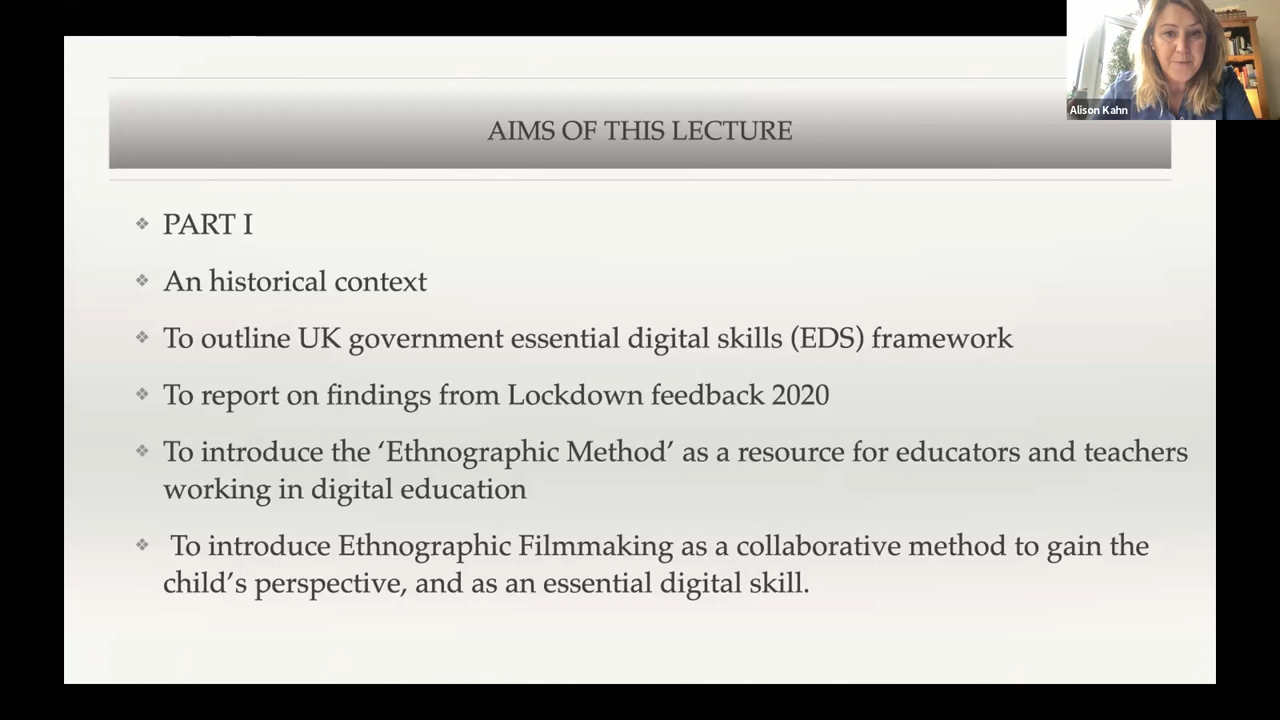 Alison Kahn
AIMS OF THIS LECTURE
❖ PART I
❖ An historical context
❖ To outline UK government essential digital skills (EDS) framework
❖ To report on findings from Lockdown feedback 2020
❖ To introduce the ‘Ethnographic Method’ as a resource for educators and teachers
working in digital education
❖ To introduce Ethnographic Filmmaking as a collaborative method to gain the
child’s perspective, and as an essential digital skill.